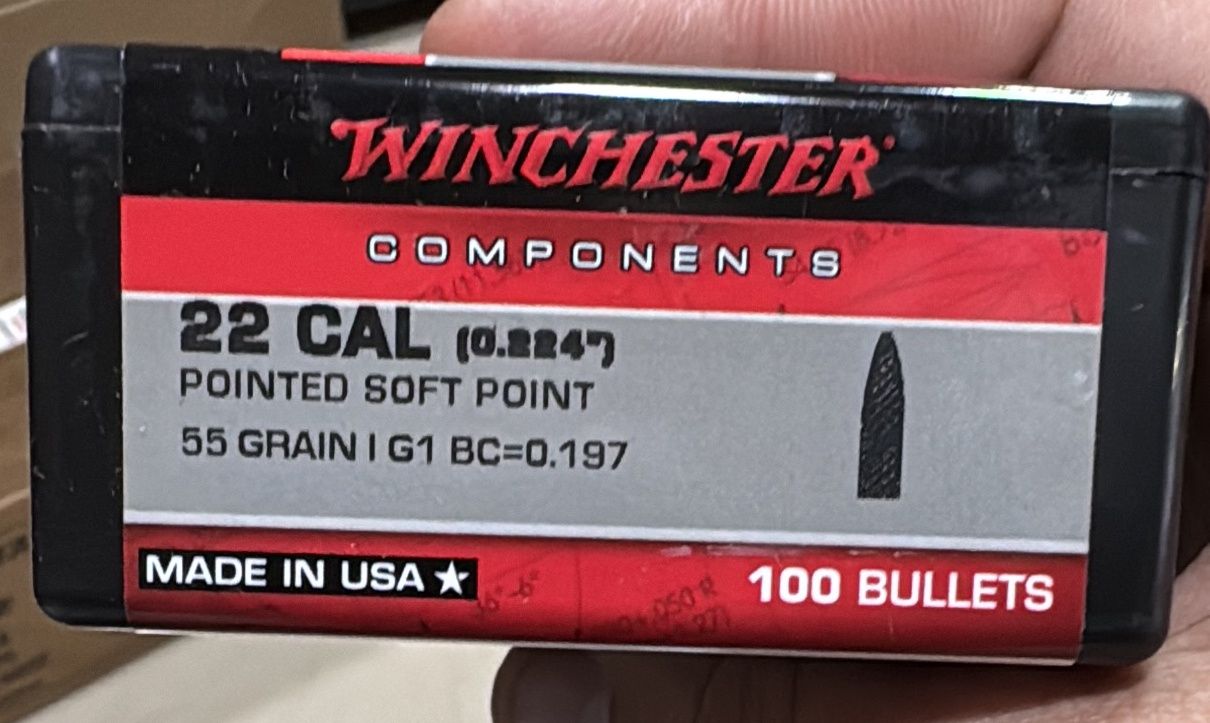 WINCHESTER
COMPONENTS
22 CAL (0.224")
POINTED SOFT POINT
55 GRAIN | G1 BC=0.197
MADE IN USA ★
100 BULLETS